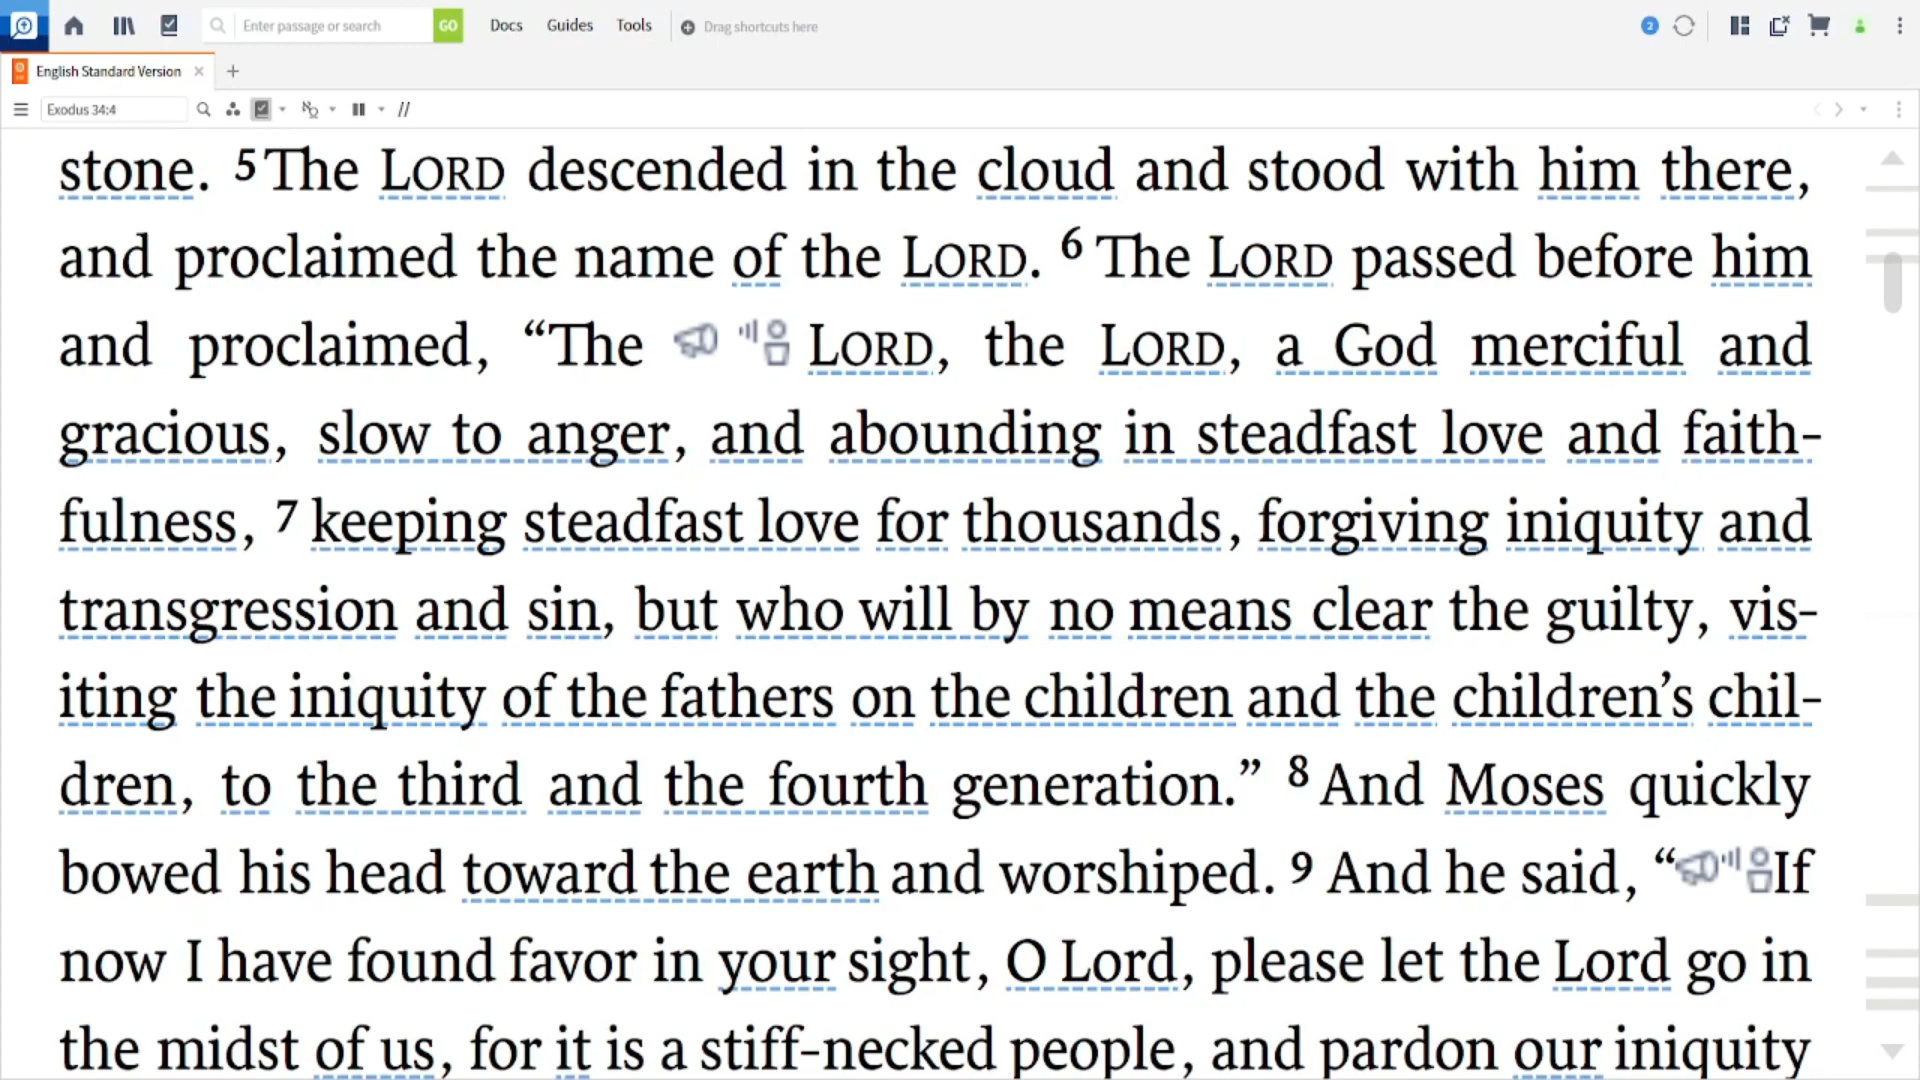 Enter passage or search GO Docs Guides Tools Drag shortcuts here 2
English Standard Version
Exodus 34:4
stone. 5 The LORD descended in the cloud and stood with him there,
and proclaimed the name of the LORD. 6 The LORD passed before him
and proclaimed, “The LORD, the LORD, a God merciful and
gracious, slow to anger, and abounding in steadfast love and faith-
fulness, 7 keeping steadfast love for thousands, forgiving iniquity and
transgression and sin, but who will by no means clear the guilty, vis-
iting the iniquity of the fathers on the children and the children’s chil-
dren, to the third and the fourth generation.” 8 And Moses quickly
bowed his head toward the earth and worshiped. 9 And he said, “If
now I have found favor in your sight, O Lord, please let the Lord go in
the midst of us, for it is a stiff-necked people, and pardon our iniquity